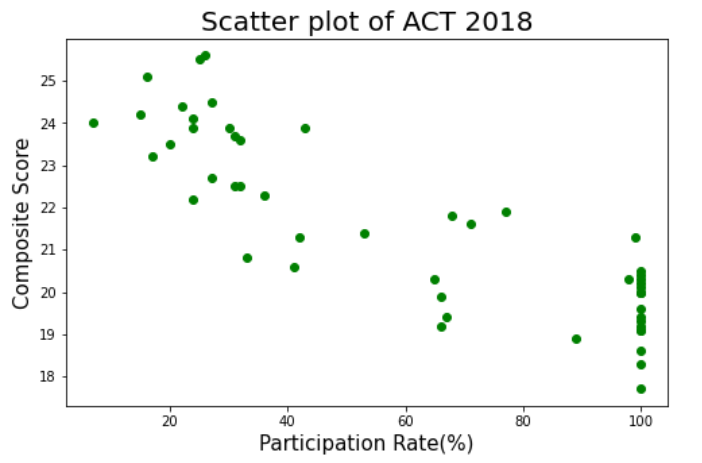 Scatter plot of ACT 2018
Composite Score
25
24
23
22
21
20
19
18
20 40 60 80 100
Participation Rate(%)